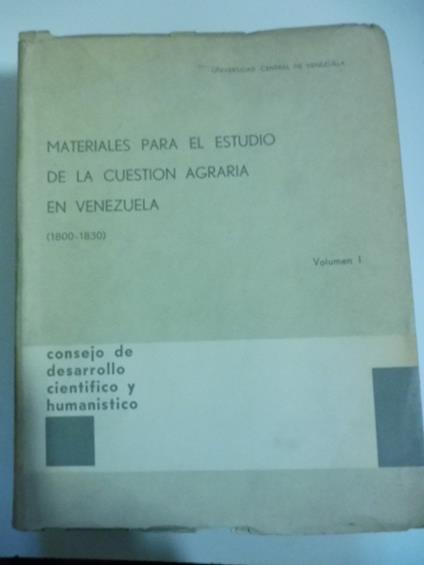 UNIVERSIDAD CENTRAL DE VENEZUELA
MATERIALES PARA EL ESTUDIO
DE LA CUESTION AGRARIA
EN VENEZUELA
(1800-1830)
Volumen I
consejo de
desarrollo
cientifico y
humanistico